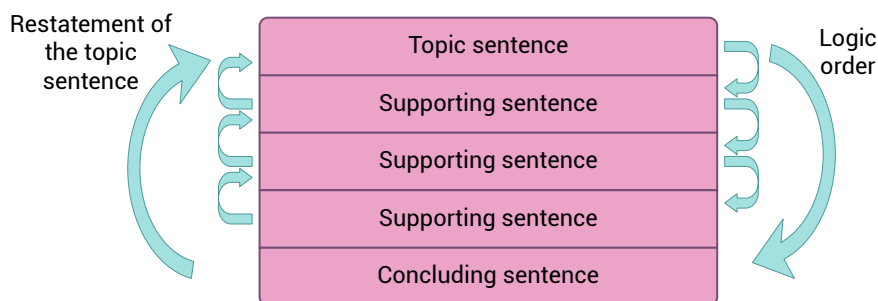 Restatement of
the topic
sentence
Topic sentence
Supporting sentence
Supporting sentence
Supporting sentence
Concluding sentence
Logic
order